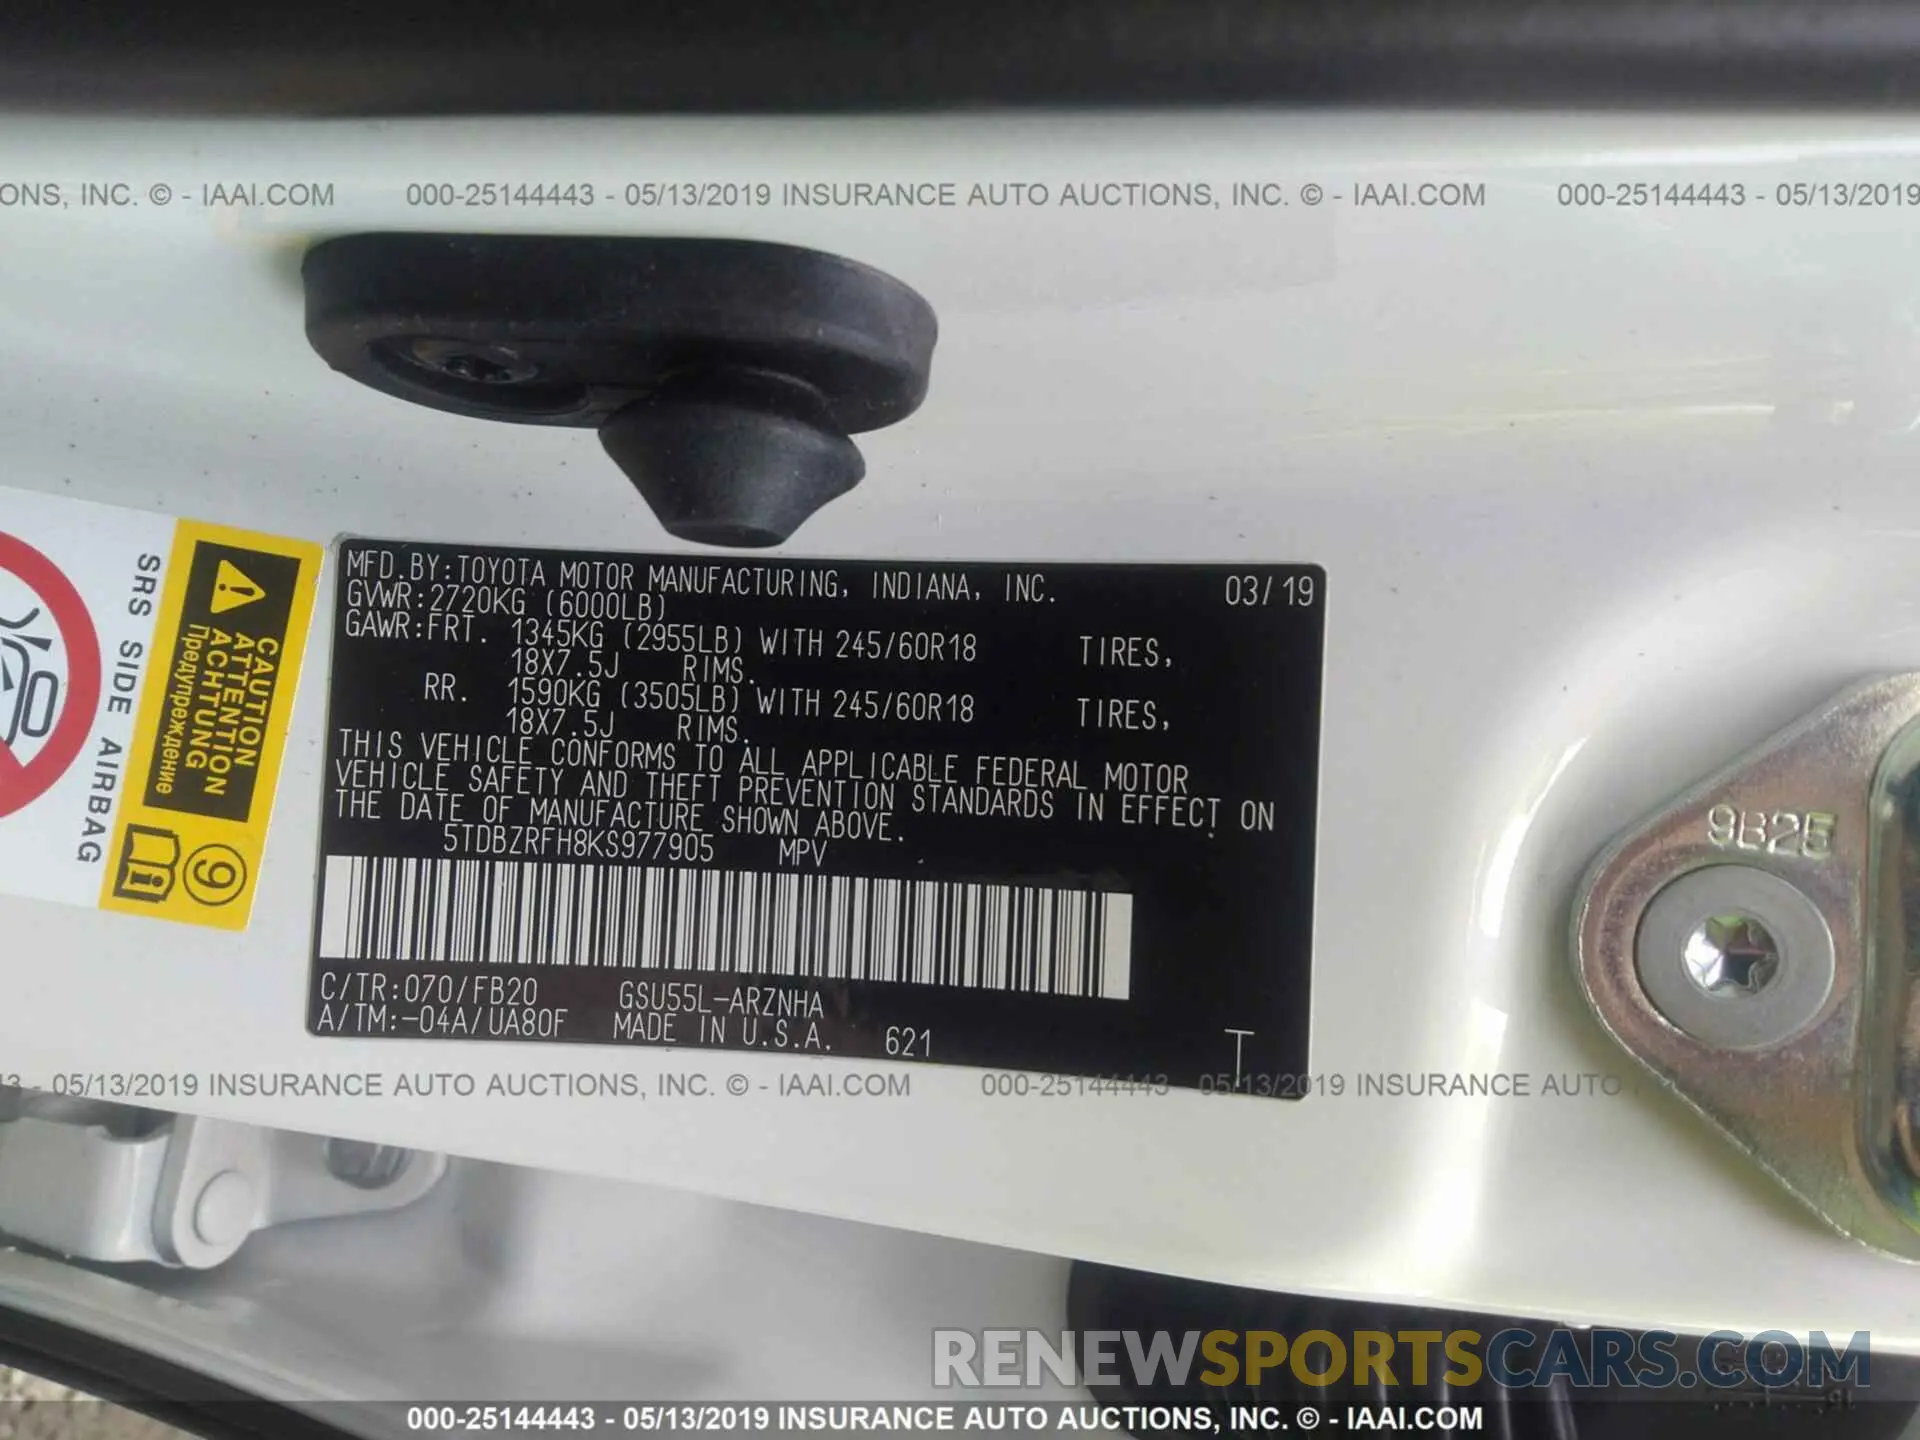 ONS, INC. © - IAAI.COM 000-25144443 - 05/13/2019 INSURANCE AUTO AUCTIONS, INC. © - IAAI.COM 000-25144443 - 05/13/2019
SRS SIDE AIRBAG
CAUTION
ATTENTION
ACHTUNG
Предупреждение
9
i
MFD.BY:TOYOTA MOTOR MANUFACTURING, INDIANA, INC. 03/19
GVWR:2720KG (6000LB)
GAWR:FRT. 1345KG (2955LB) WITH 245/60R18 TIRES,
18X7.5J RIMS.
RR. 1590KG (3505LB) WITH 245/60R18 TIRES,
18X7.5J RIMS.
THIS VEHICLE CONFORMS TO ALL APPLICABLE FEDERAL MOTOR
VEHICLE SAFETY AND THEFT PREVENTION STANDARDS IN EFFECT ON
THE DATE OF MANUFACTURE SHOWN ABOVE.
5TDBZRFH8KS977905 MPV
C/TR:070/FB20 GSU55L-ARZNHA
A/TM:-04A/UA80F MADE IN U.S.A. 621 T
9B25
3 - 05/13/2019 INSURANCE AUTO AUCTIONS, INC. © - IAAI.COM 000-25144443 - 05/13/2019 INSURANCE AUTO
RENEWSPORTSCARS.COM
000-25144443 - 05/13/2019 INSURANCE AUTO AUCTIONS, INC. © - IAAI.COM